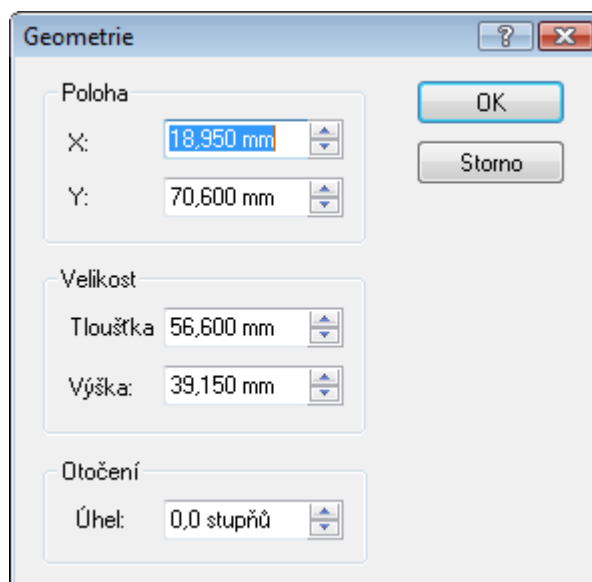 Geometrie
Poloha
OK
X: 18,950 mm
Storno
Y: 70,600 mm
Velikost
Tloušťka 56,600 mm
Výška: 39,150 mm
Otočení
Úhel: 0,0 stupňů